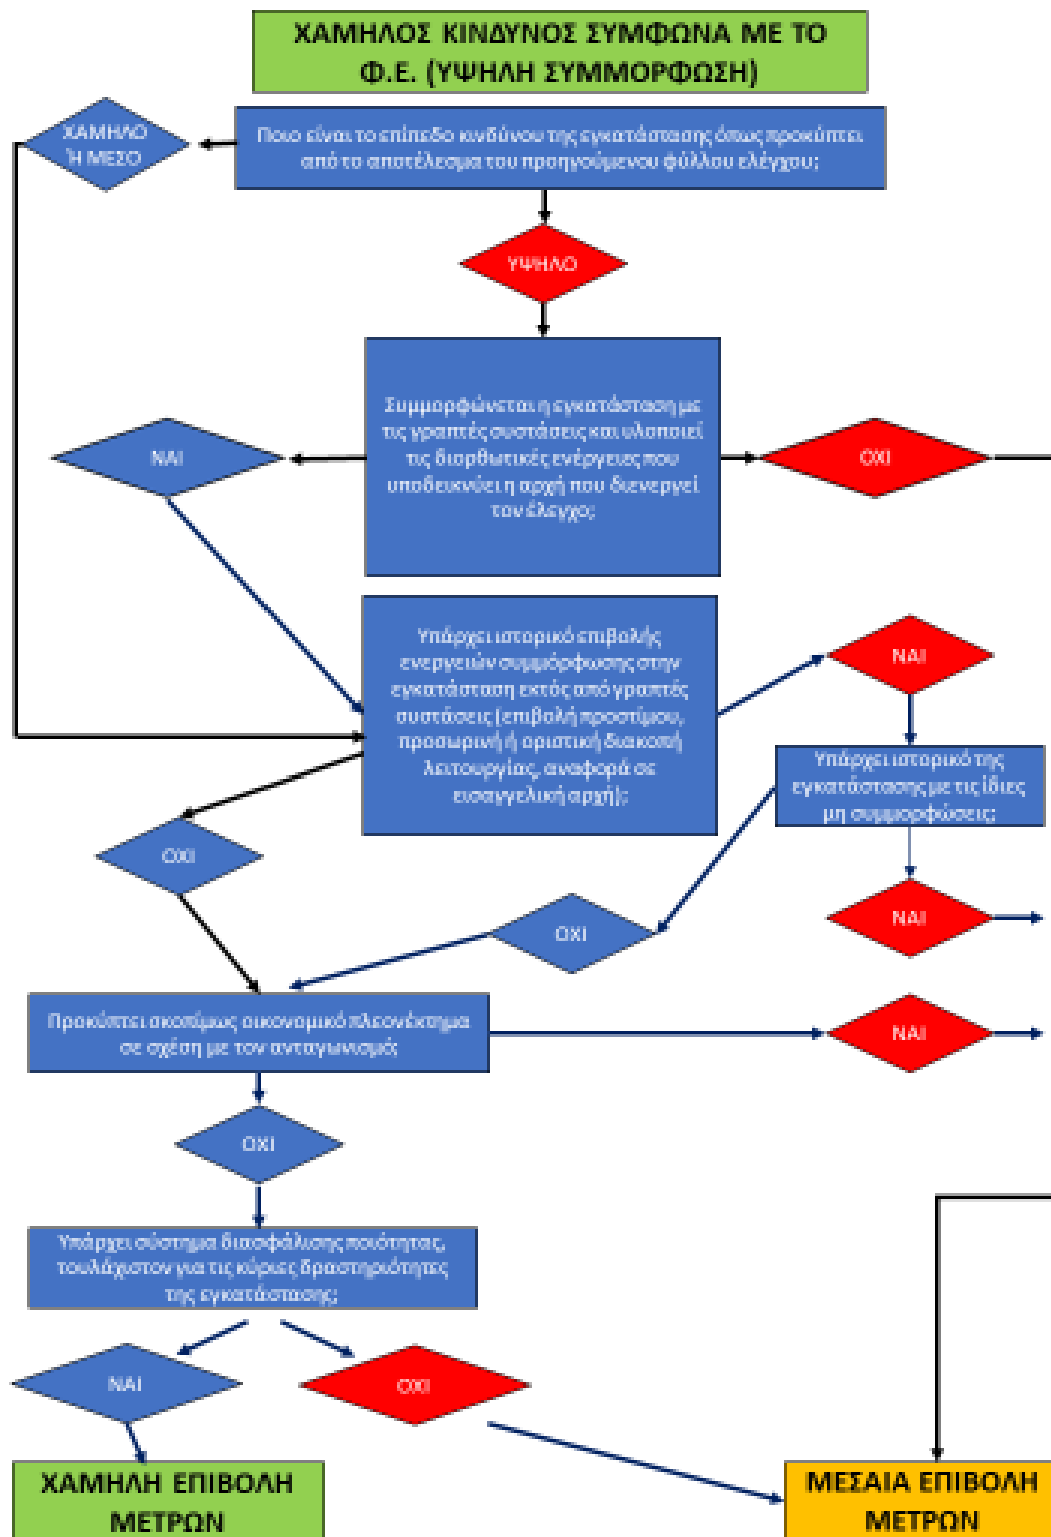 ΧΑΜΗΛΟΣ ΚΙΝΔΥΝΟΣ ΣΥΜΦΩΝΑ ΜΕ ΤΟ
Φ.Ε. (ΥΨΗΛΗ ΣΥΜΜΟΡΦΩΣΗ)
ΧΑΜΗΛΟ
Ή ΜΕΣΟ
Ποιο είναι το επίπεδο κινδύνου της εγκατάστασης όπως προκύπτει
από το αποτέλεσμα του προηγούμενου φύλλου ελέγχου;
ΥΨΗΛΟ
Συμμορφώνεται η εγκατάσταση με
τις γραπτές συστάσεις και υλοποιεί
τις διορθωτικές ενέργειες που
υποδεικνύει η αρχή που διενεργεί
τον έλεγχο;
ΝΑΙ
ΟΧΙ
Υπάρχει ιστορικό επιβολής
ενεργειών συμμόρφωσης στην
εγκατάσταση εκτός από γραπτές
συστάσεις (επιβολή προστίμου,
προσωρινή ή οριστική διακοπή
λειτουργίας, αναφορά σε
εισαγγελική αρχή);
ΝΑΙ
Υπάρχει ιστορικό της
εγκατάστασης με τις ίδιες
μη συμμορφώσεις;
ΟΧΙ
ΝΑΙ
ΟΧΙ
Προκύπτει σκοπίμως οικονομικό πλεονέκτημα
σε σχέση με τον ανταγωνισμό;
ΝΑΙ
ΟΧΙ
Υπάρχει σύστημα διασφάλισης ποιότητας,
τουλάχιστον για τις κύριες δραστηριότητες
της εγκατάστασης;
ΝΑΙ
ΟΧΙ
ΧΑΜΗΛΗ ΕΠΙΒΟΛΗ
ΜΕΤΡΩΝ
ΜΕΣΑΙΑ ΕΠΙΒΟΛΗ
ΜΕΤΡΩΝ